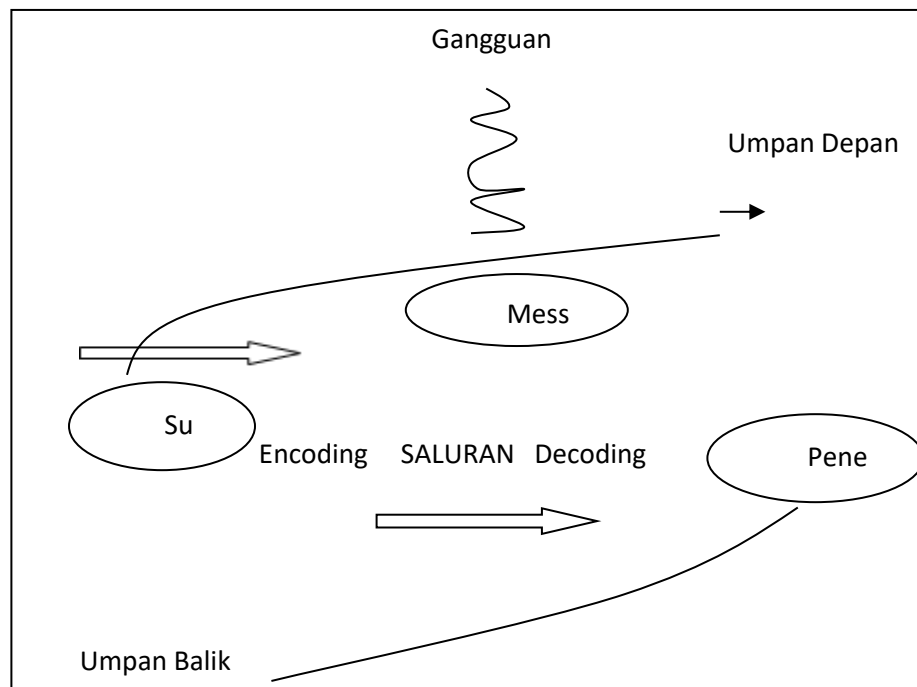 Gangguan
Umpan Depan
Mess
Su
Encoding SALURAN Decoding
Pene
Umpan Balik